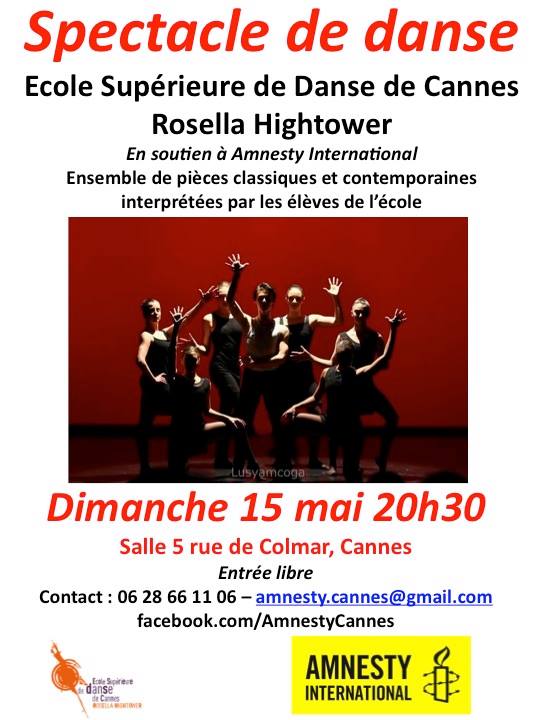 Spectacle de danse
Ecole Supérieure de Danse de Cannes
Rosella Hightower
En soutien à Amnesty International
Ensemble de pièces classiques et contemporaines
interprétées par les élèves de l'école
Lusyamcoga
Dimanche 15 mai 20h30
Salle 5 rue de Colmar, Cannes
Entrée libre
Contact : 06 28 66 11 06 – amnesty.cannes@gmail.com
facebook.com/AmnestyCannes
Ecole Supérieure
de danse
de Cannes
ROSELLA HIGHTOWER
AMNESTY
INTERNATIONAL